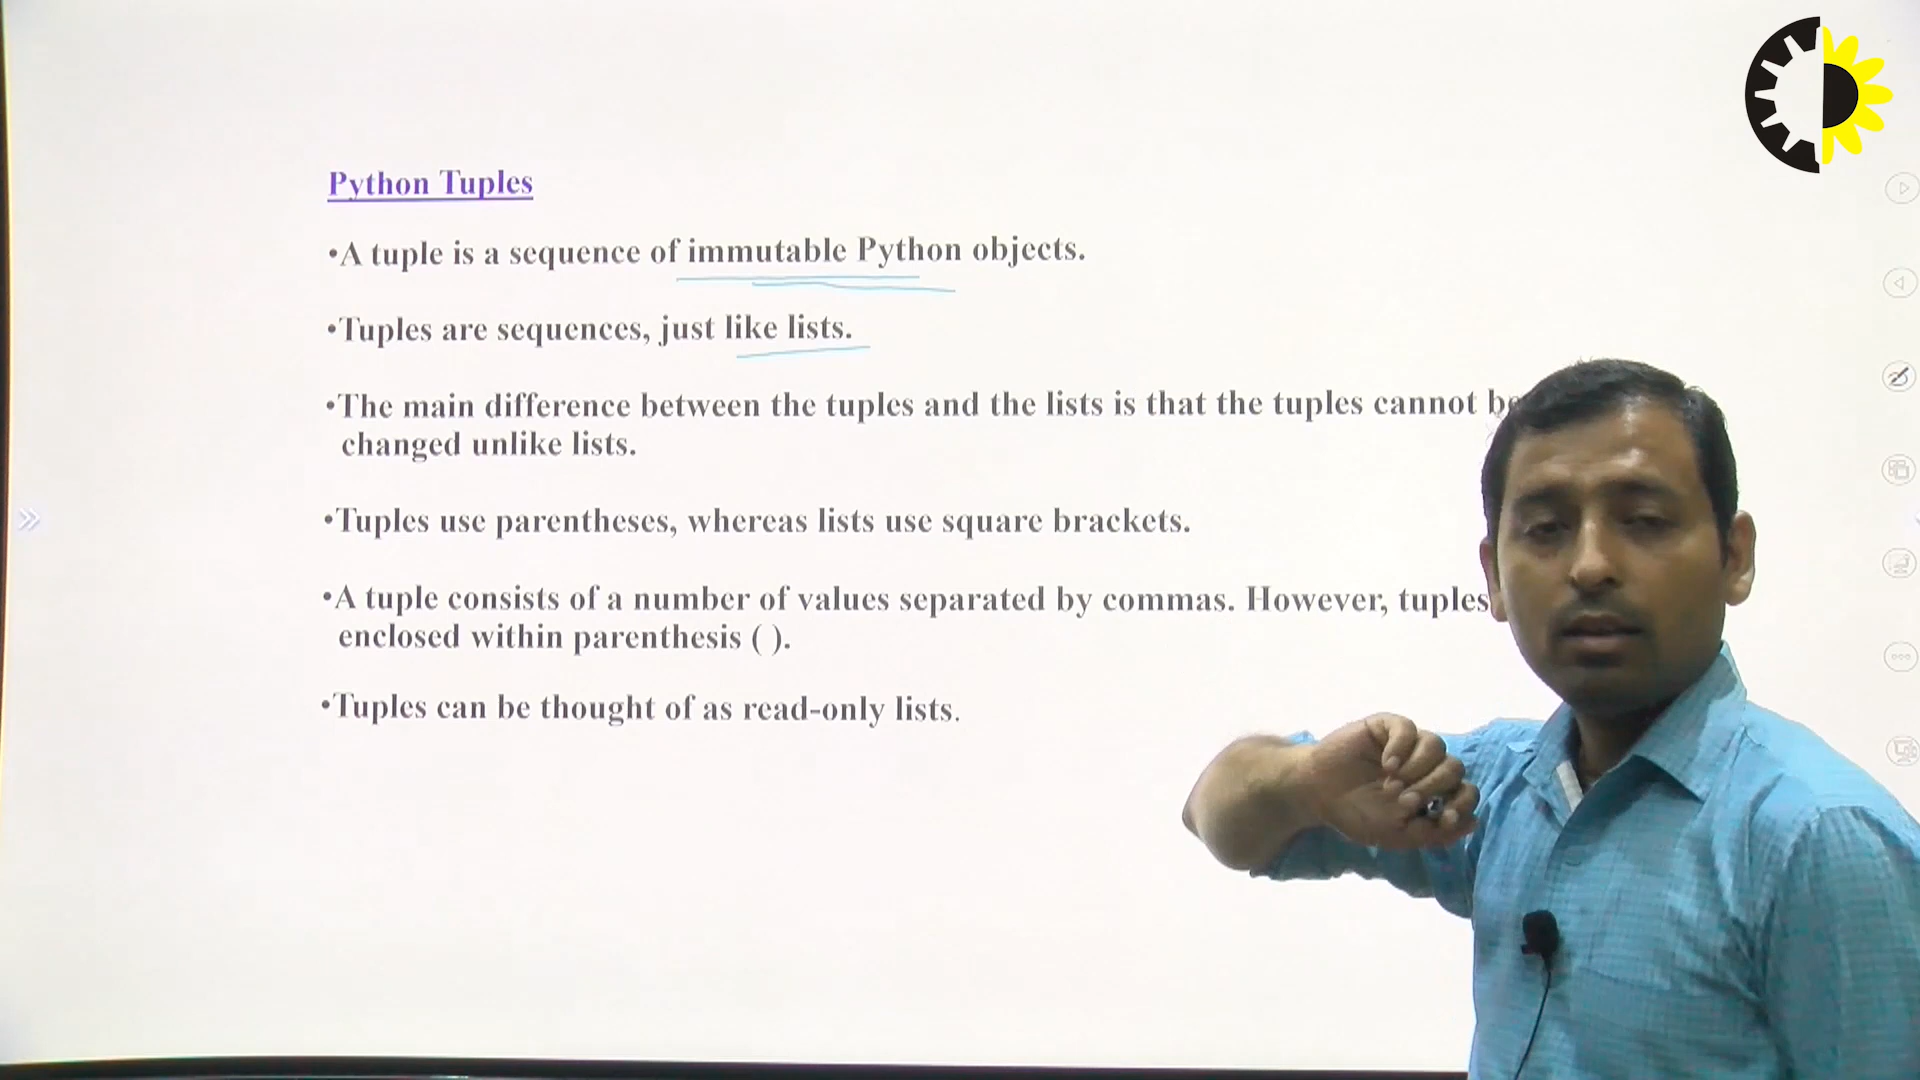 Python Tuples
•A tuple is a sequence of immutable Python objects.
•Tuples are sequences, just like lists.
•The main difference between the tuples and the lists is that the tuples cannot be
changed unlike lists.
•Tuples use parentheses, whereas lists use square brackets.
•A tuple consists of a number of values separated by commas. However, tuples
enclosed within parenthesis ( ).
•Tuples can be thought of as read-only lists.